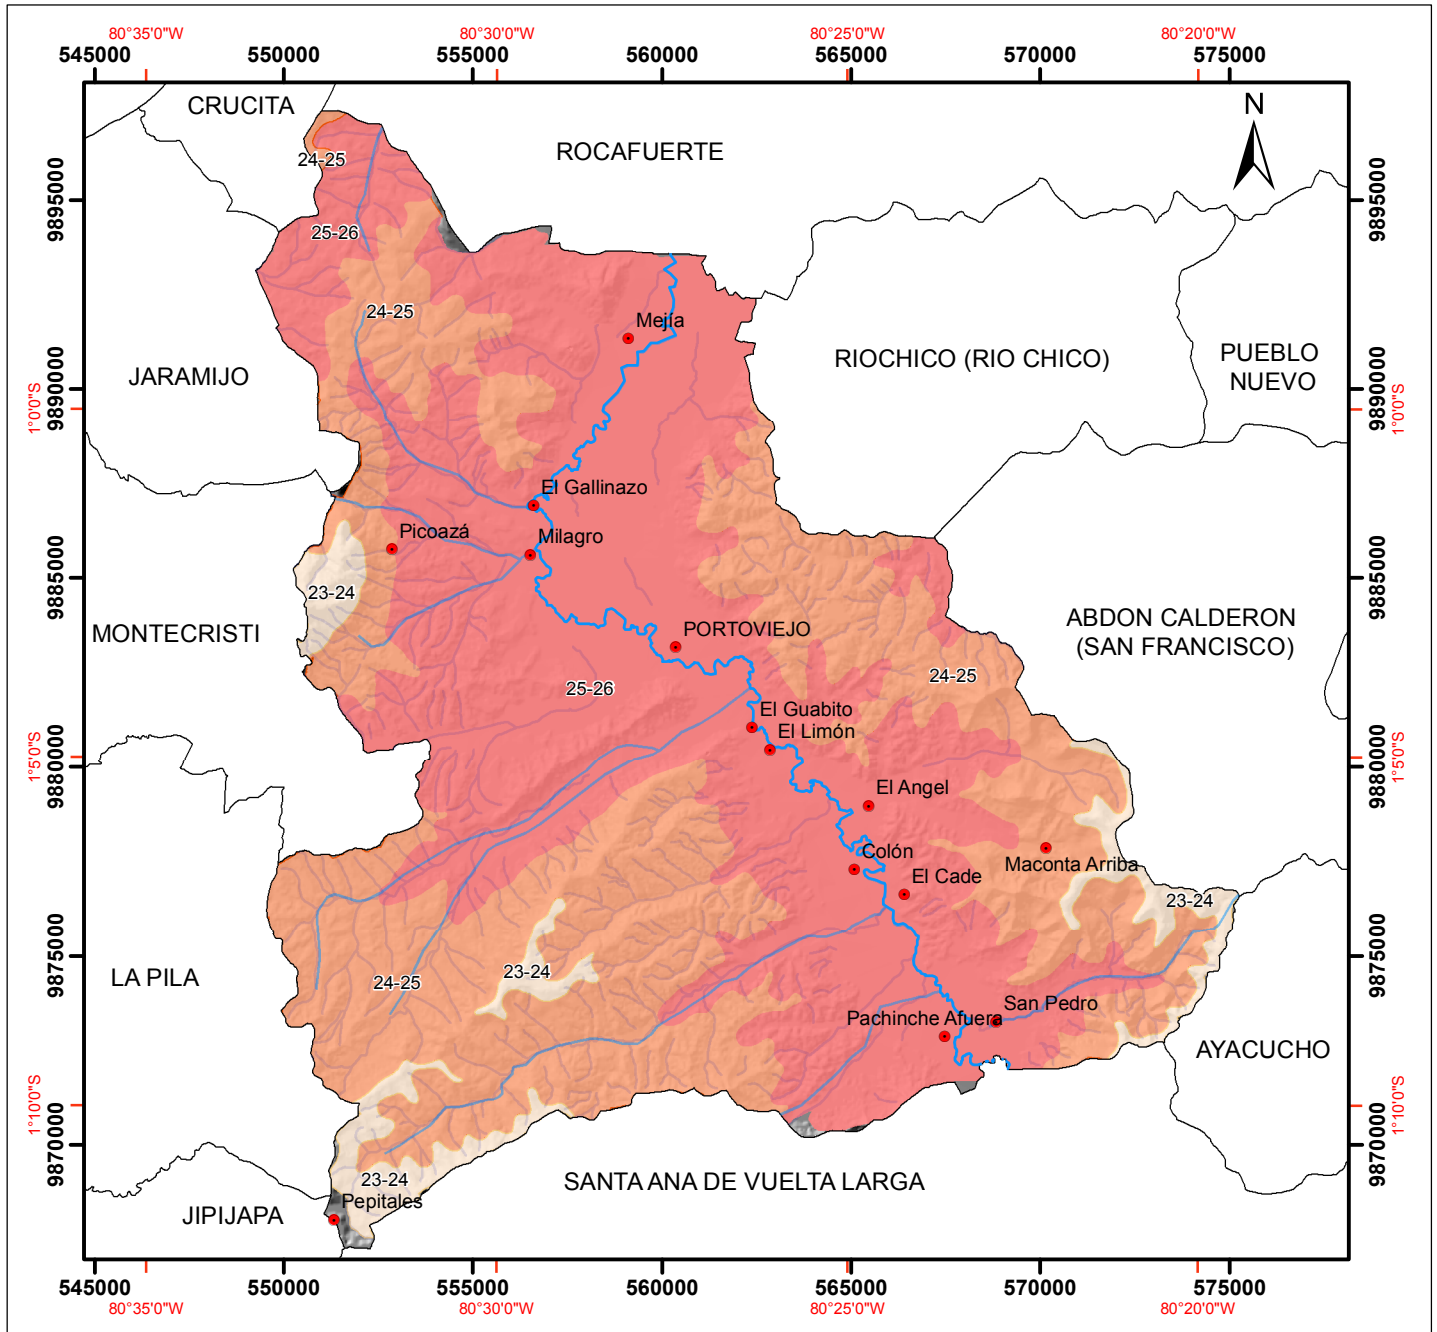 80°35'0"W 80°30'0"W 80°25'0"W 80°20'0"W
545000 550000 555000 560000 565000 570000 575000
CRUCITA
N
ROCAFUERTE
24-25
9895000 9895000
25-26
24-25
Mejía
RIOCHICO (RIO CHICO)
PUEBLO
NUEVO
JARAMIJO
9890000 9890000
1°0'0"S 1°0'0"S
El Gallinazo
Picoazá
Milagro
9885000 9885000
23-24
MONTECRISTI
PORTOVIEJO
ABDON CALDERON
(SAN FRANCISCO)
24-25
25-26
El Guabito
El Limón
1°5'0"S 1°5'0"S
9880000 9880000
El Angel
Colón
Maconta Arriba
El Cade
23-24
9875000 9875000
LA PILA
23-24
24-25
San Pedro
Pachinche Afuera
AYACUCHO
1°10'0"S 1°10'0"S
9870000 9870000
23-24
SANTA ANA DE VUELTA LARGA
Pepitales
JIPIJAPA
545000 550000 555000 560000 565000 570000 575000
80°35'0"W 80°30'0"W 80°25'0"W 80°20'0"W